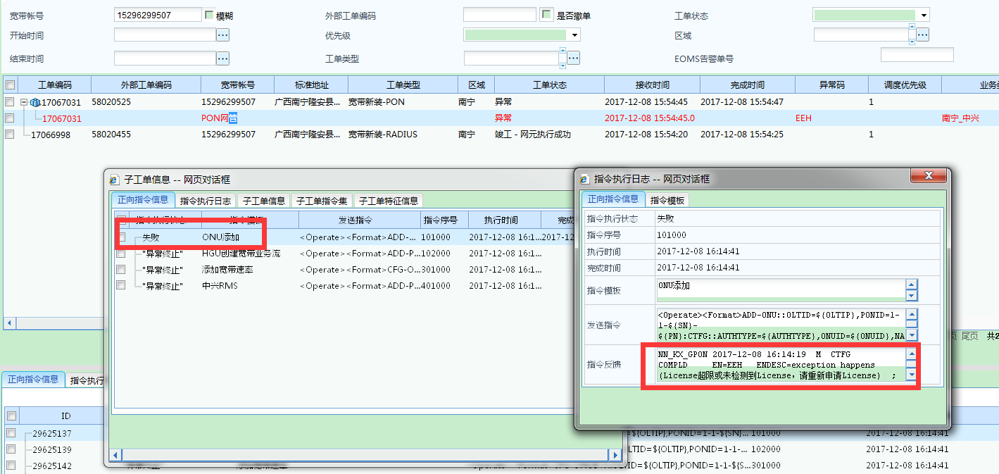 宽带帐号 15296299507 模糊 外部工单编码 是否撤单 工单状态
开始时间 优先级 区域
结束时间 工单类型 EOMS告警单号
工单编码 外部工单编码 宽带帐号 标准地址 工单类型 区域 工单状态 接收时间 完成时间 异常码 调度优先级 业务
17067031 58020525 15296299507 广西南宁隆安县... 宽带新装-PON 南宁 异常 2017-12-08 15:54:45 2017-12-08 15:54:47 1
17067031 PON网管 异常 2017-12-08 15:54:45.0 EEH 南宁_中兴
17066998 58020455 15296299507 广西南宁隆安县... 宽带新装-RADIUS 南宁 竣工 - 网元执行成功 2017-12-08 15:54:20 2017-12-08 15:54:25 1
子工单信息 -- 网页对话框
正向指令信息 指令执行日志 子工单信息 子工单指令集 子工单特征信息
指令执行状态 指令模板 发送指令 指令序号 执行时间 完成
失败 ONU添加 <Operate><Format>ADD-... 101000 2017-12-08 16:1... 2017-12
"异常终止" HGU创建宽带业务流 <Operate><Format>ADD-P... 102000 2017-12-08 16:1...
"异常终止" 添加宽带速率 <Operate><Format>CFG-O... 301000 2017-12-08 16:1...
"异常终止" 中兴RMS <Operate><Format>ADD-P... 401000 2017-12-08 16:1...
指令执行日志 -- 网页对话框
正向指令信息 指令模板
指令执行状态 失败
指令序号 101000
执行时间 2017-12-08 16:14:41
完成时间 2017-12-08 16:14:41
指令模板 ONU添加
发送指令 <Operate><Format>ADD-ONU::OLTID=${OLTIP},PONID=1-
1-${SN}-
${PN}:CTFG::AUTHTYPE=${AUTHTYPE},ONUID=${ONUID},NA
指令反馈 NN_KX_GPON 2017-12-08 16:14:19 M CTFG
COMPLD EN=EEH ENDESC=exception happens
(License超限或未检测到License，请重新申请License) ;
页 尾页 共2
正向指令信息 指令执行
ID
29625137 ${OLTIP},PONID=1-1-${SN}... 101000 2017-12-08 16:14:41
29625139 LTID=${OLTIP},PONID=1-1-... 102000 2017-12-08 16:14:41
29625142 ID=${OLTIP},PONID=1-1-${S... 301000 2017-12-08 16:14:41